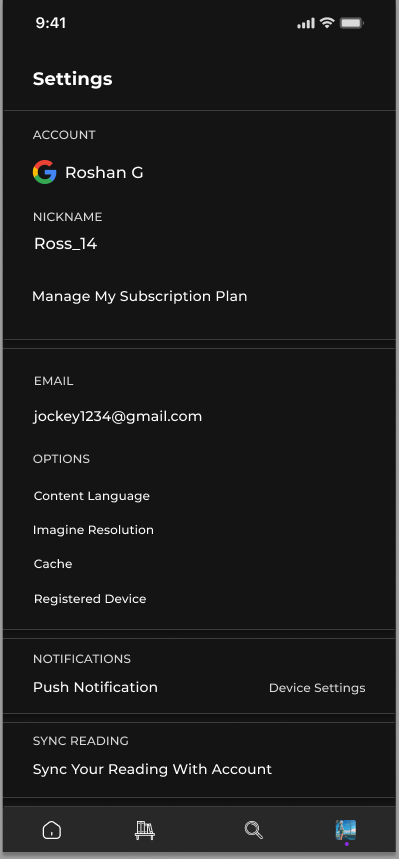 9:41
Settings
ACCOUNT
Roshan G
NICKNAME
Ross_14
Manage My Subscription Plan
EMAIL
jockey1234@gmail.com
OPTIONS
Content Language
Imagine Resolution
Cache
Registered Device
NOTIFICATIONS
Push Notification Device Settings
SYNC READING
Sync Your Reading With Account